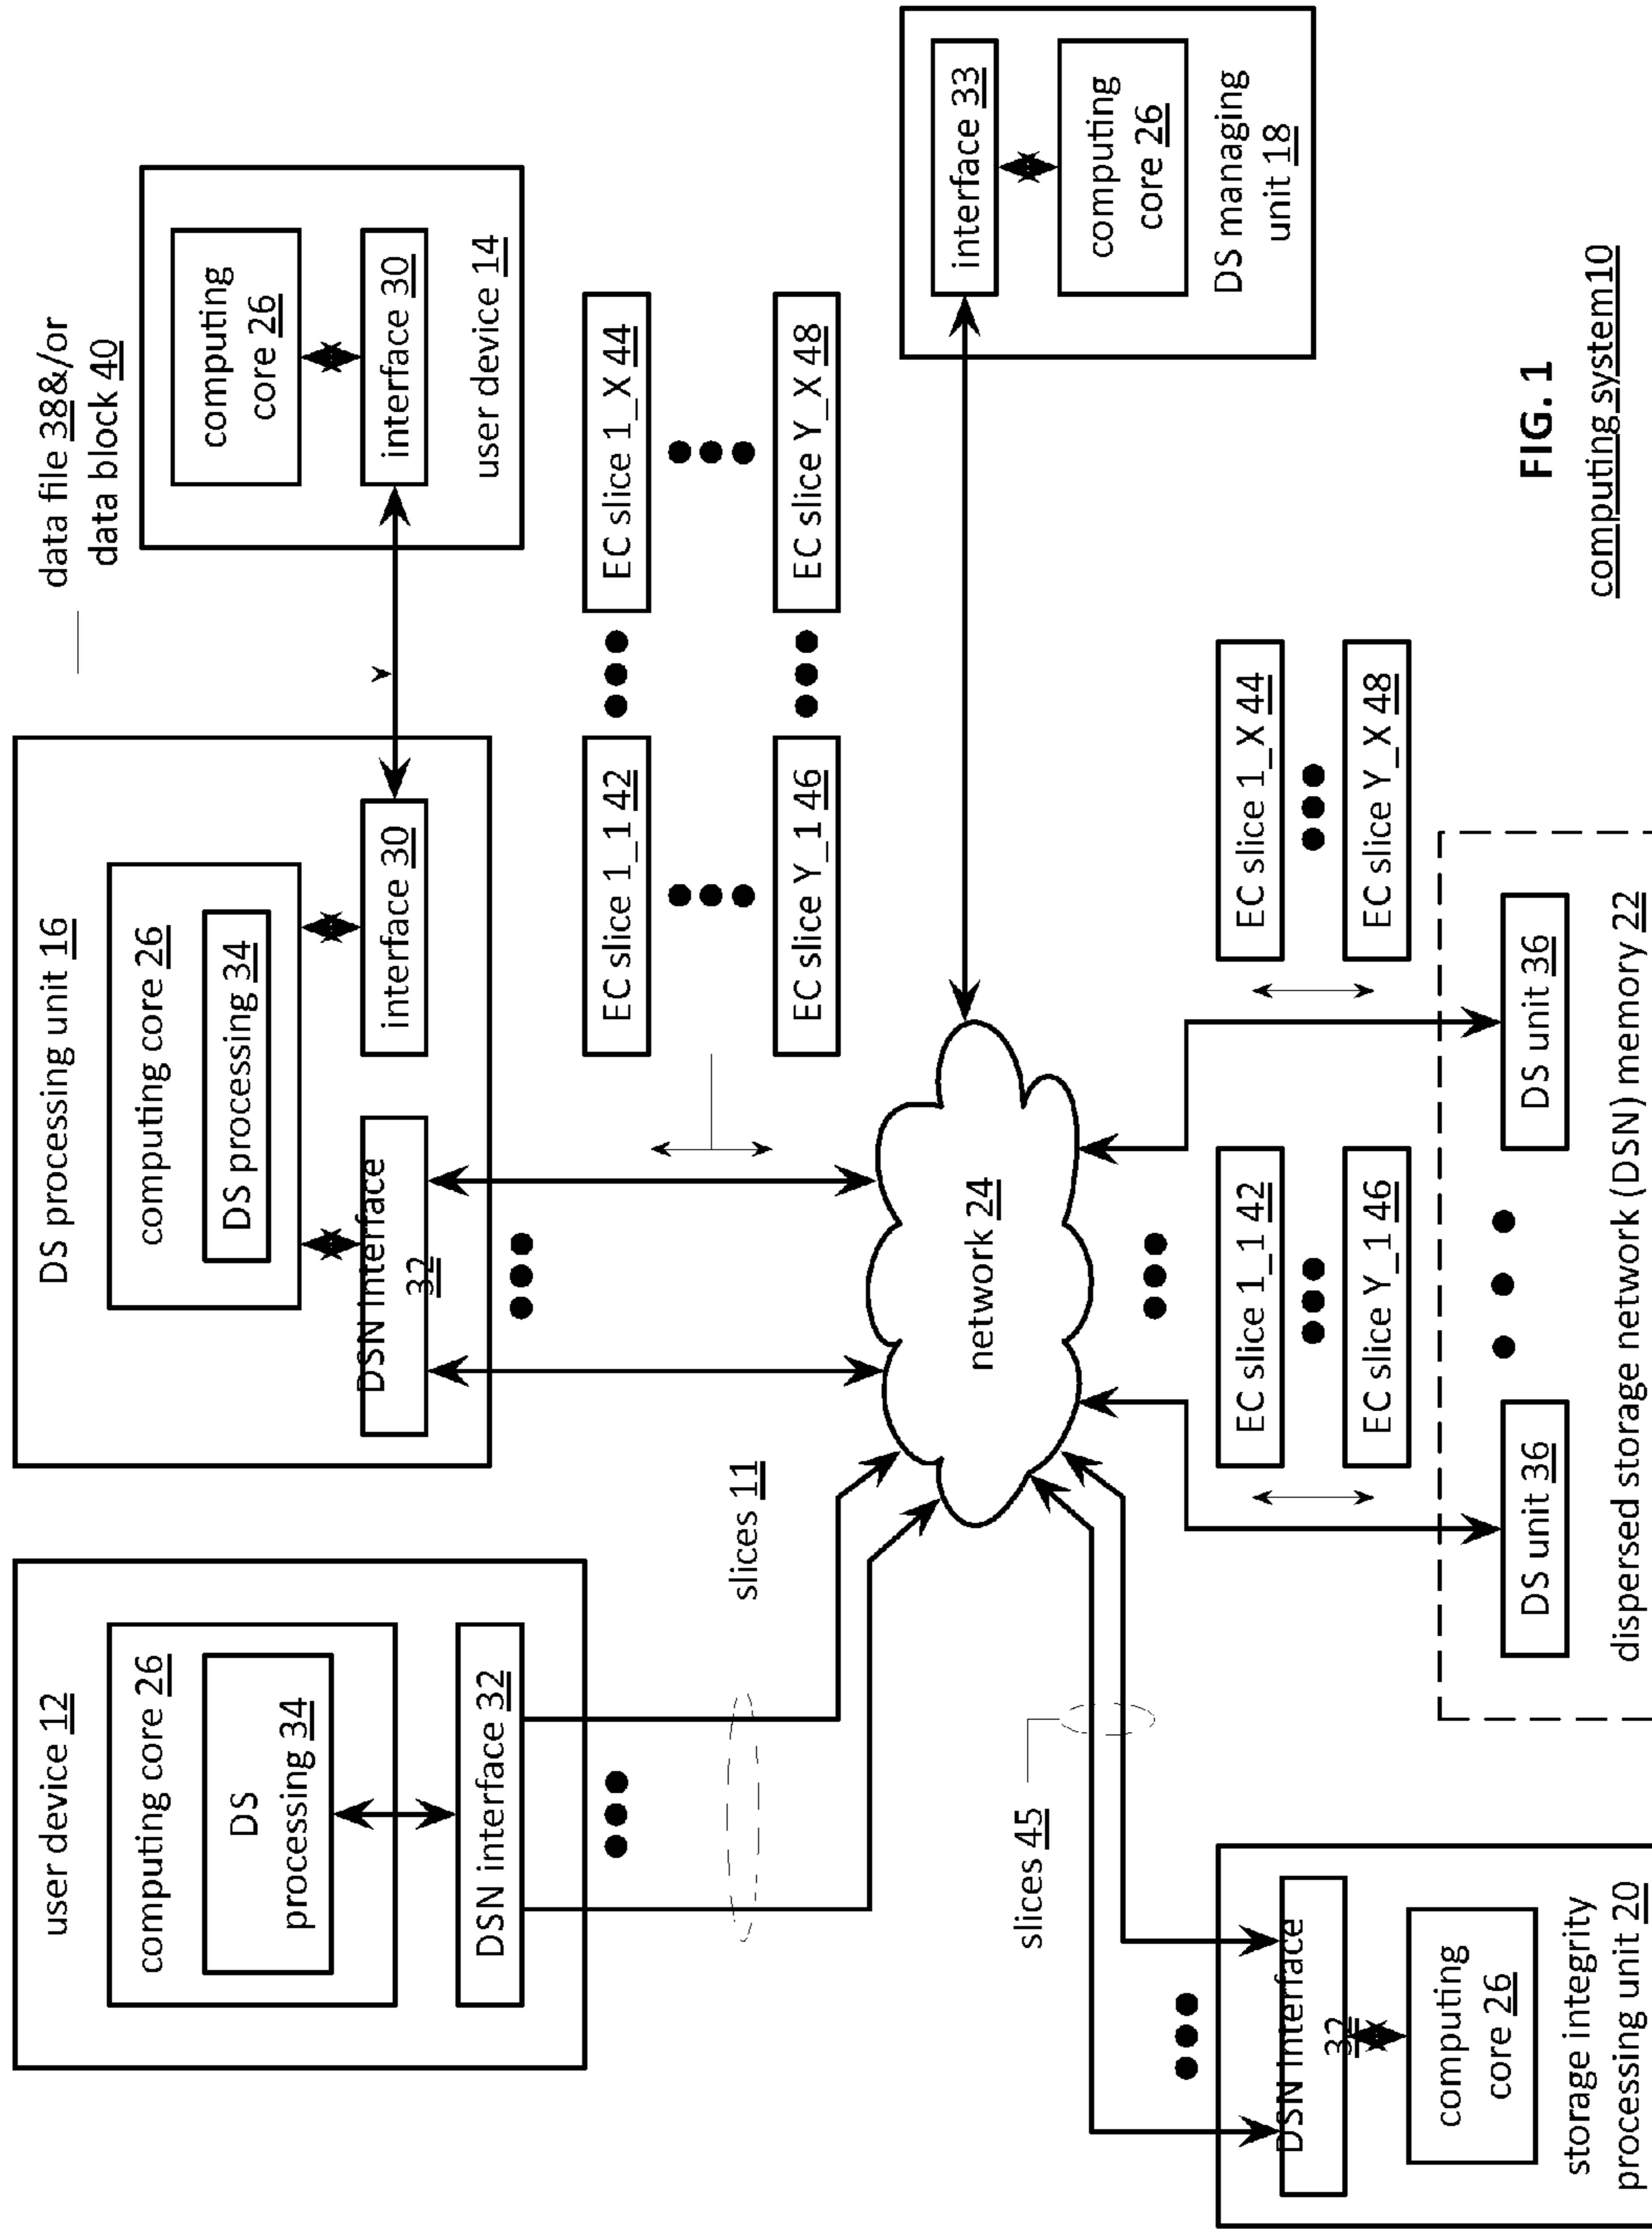 user device 12
computing core 26
DS
processing 34
DSN interface 32
DS processing unit 16
computing core 26
DS processing 34
DSN interface
32
interface 30
data file 38&/or
data block 40
computing
core 26
interface 30
user device 14
slices 11
EC slice 1_1 42
EC slice 1_X 44
EC slice Y_1 46
EC slice Y_X 48
network 24
interface 33
computing
core 26
DS managing
unit 18
slices 45
DSN interface
32
computing
core 26
storage integrity
processing unit 20
EC slice 1_1 42
EC slice Y_1 46
EC slice 1_X 44
EC slice Y_X 48
DS unit 36
DS unit 36
dispersed storage network (DSN) memory 22
FIG. 1
computing system10